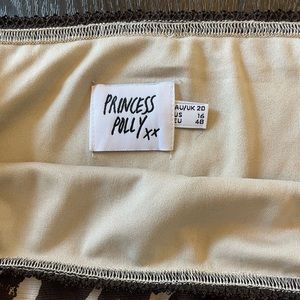 PRINCESS
POLLY xx
AU/UK 20
US 16
EU 48